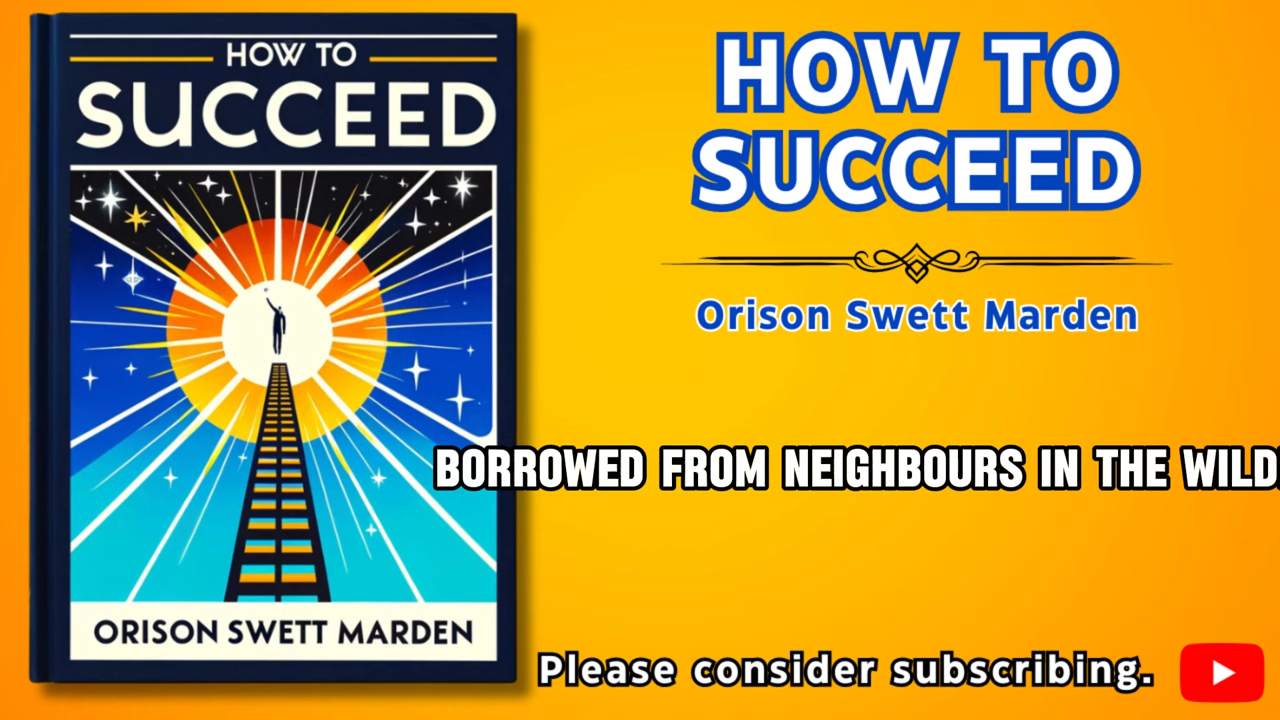 HOW TO
SUCCEED
ORISON SWETT MARDEN
HOW TO
SUCCEED
Orison Swett Marden
BORROWED FROM NEIGHBOURS IN THE WILD
Please consider subscribing.